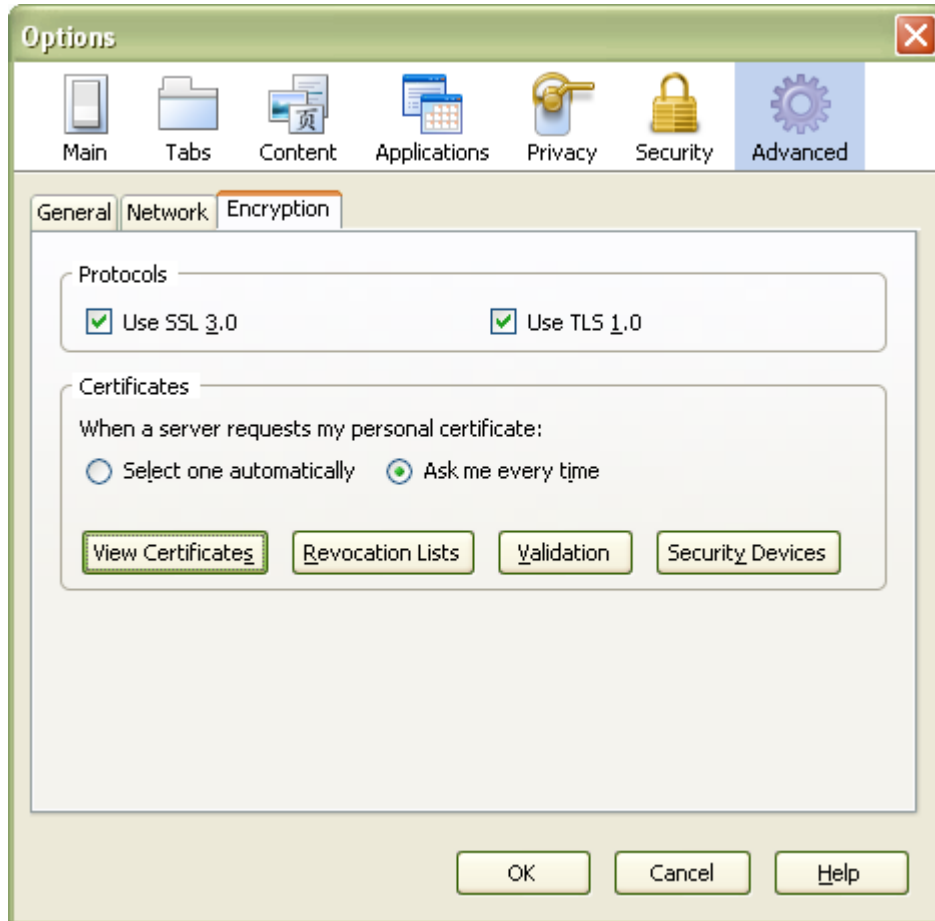 Options
页
Main Tabs Content Applications Privacy Security Advanced
General Network Encryption
Protocols
Use SSL 3.0 Use TLS 1.0
Certificates
When a server requests my personal certificate:
Select one automatically Ask me every time
View Certificates Revocation Lists Validation Security Devices
OK Cancel Help